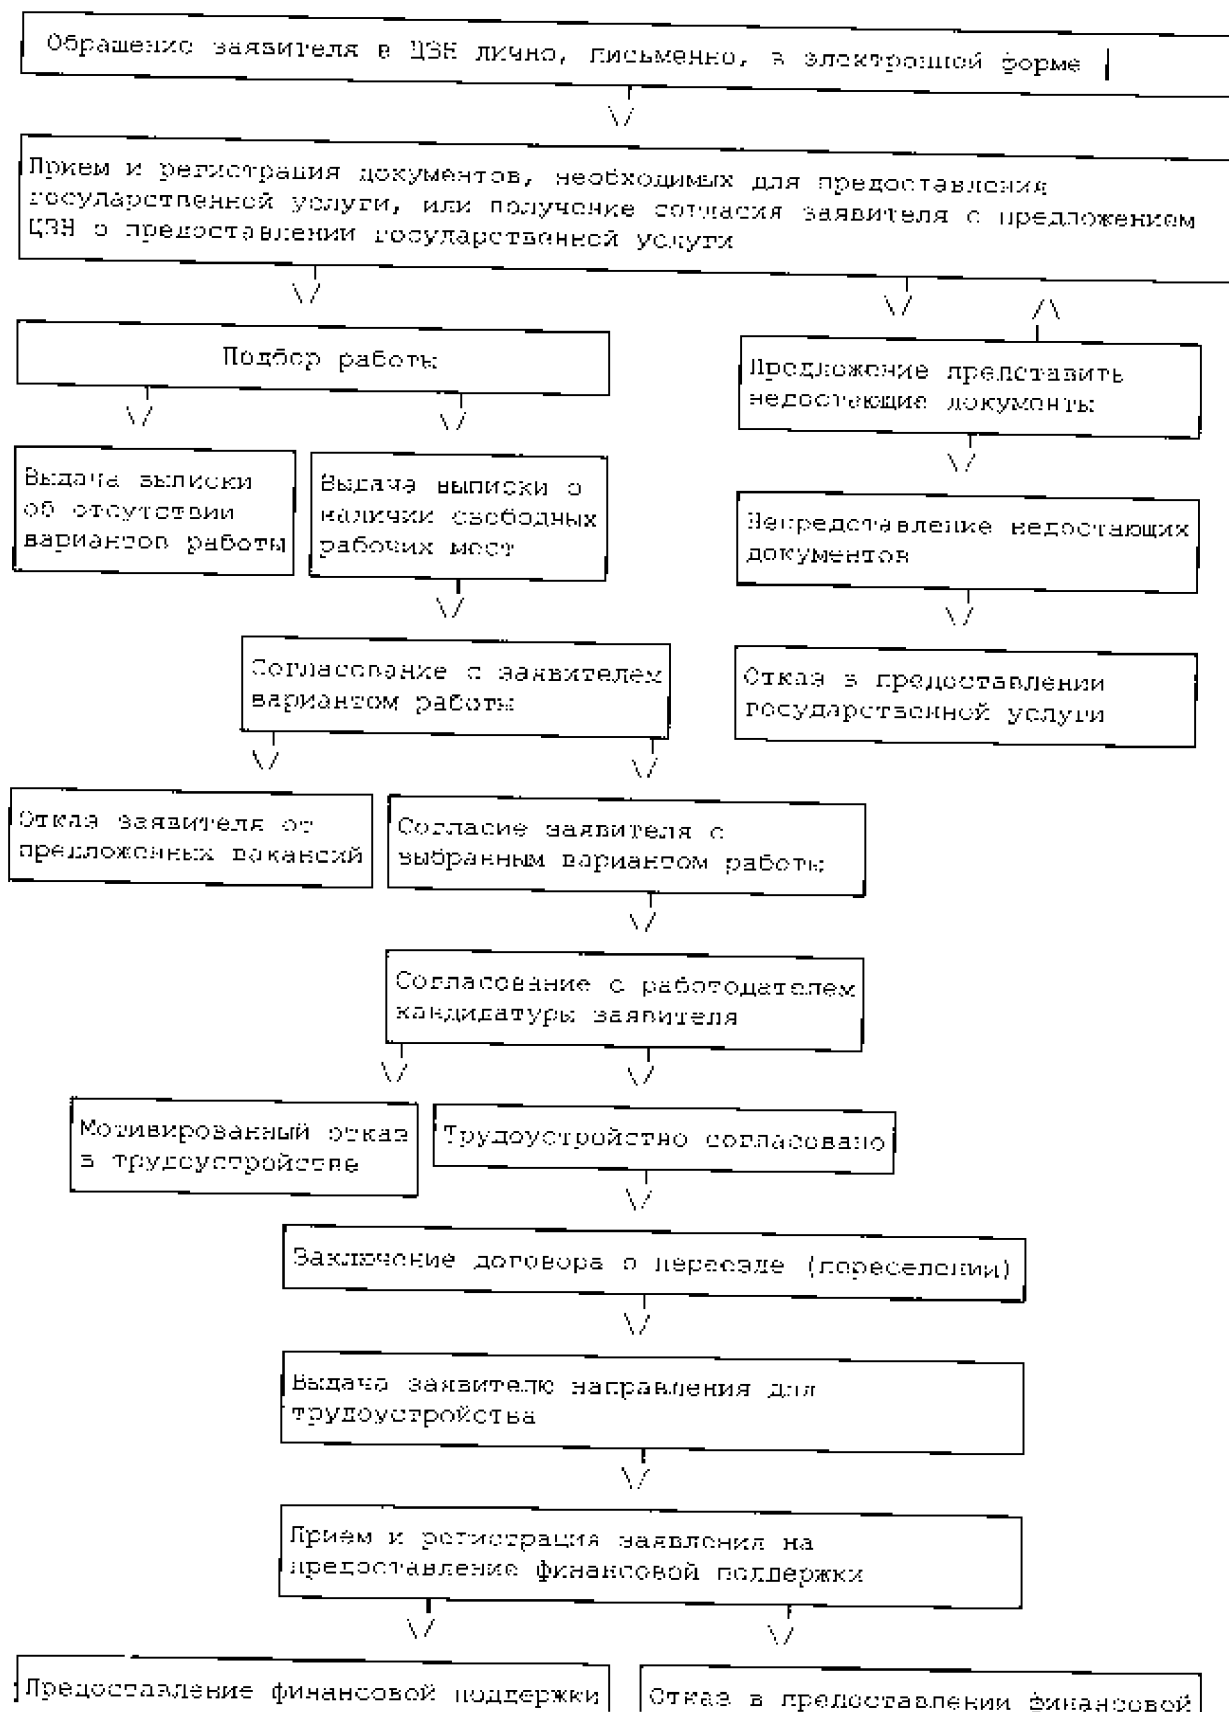 Обращение заявителя в ЦЗН лично, письменно, в электронной форме
Прием и регистрация документов, необходимых для предоставления
государственной услуги, или получение согласия заявителя с предложением
ЦЗН о предоставлении государственной услуги
Подбор работы
Предложение представить
недостающие документы
Выдача выписки
об отсутствии
вариантов работы
Выдача выписки о
наличии свободных
рабочих мест
Непредставление недостающих
документов
Согласование с заявителем
вариантом работы
Отказ в предоставлении
государственной услуги
Отказ заявителя от
предложенных вакансий
Согласие заявителя с
выбранным вариантом работы
Согласование с работодателем
кандидатуры заявителя
Мотивированный отказ
в трудоустройстве
Трудоустройство согласовано
Заключение договора о переезде (переселении)
Выдача заявителю направления для
трудоустройства
Прием и регистрация заявления на
предоставление финансовой поддержки
Предоставление финансовой поддержки
Отказ в предоставлении финансовой